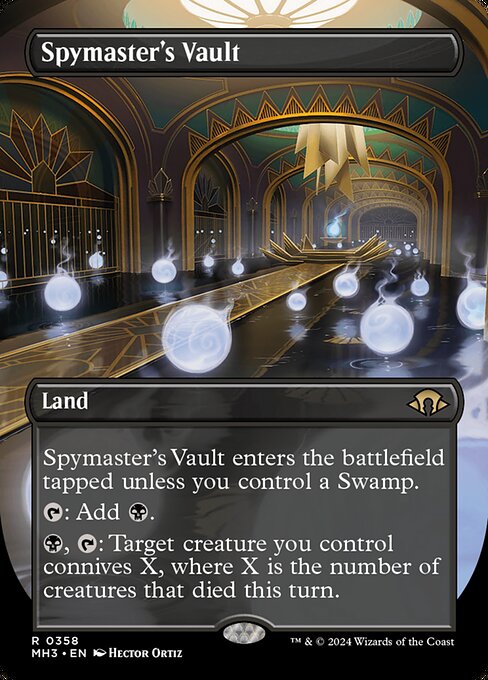 Spymaster's Vault
Land
Spymaster's Vault enters the battlefield
tapped unless you control a Swamp.
: Add .
, : Target creature you control
connives X, where X is the number of
creatures that died this turn.
R 0358
MH3 • EN Hector Ortiz
™ & © 2024 Wizards of the Coast